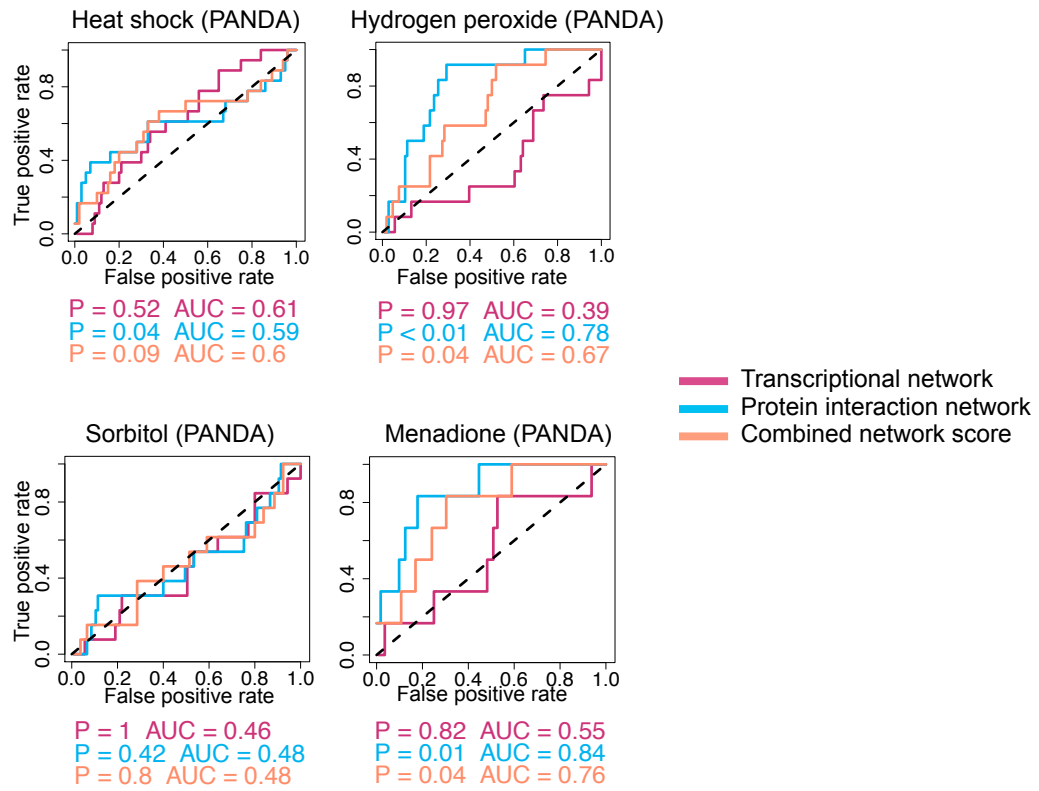 Heat shock (PANDA)
True positive rate
0.0 0.4 0.8
0.0 0.2 0.4 0.6 0.8 1.0
False positive rate
P = 0.52 AUC = 0.61
P = 0.04 AUC = 0.59
P = 0.09 AUC = 0.6
Hydrogen peroxide (PANDA)
0.0 0.4 0.8
0.0 0.2 0.4 0.6 0.8 1.0
False positive rate
P = 0.97 AUC = 0.39
P < 0.01 AUC = 0.78
P = 0.04 AUC = 0.67
Transcriptional network
Protein interaction network
Combined network score
Sorbitol (PANDA)
True positive rate
0.0 0.4 0.8
0.0 0.2 0.4 0.6 0.8 1.0
False positive rate
P = 1 AUC = 0.46
P = 0.42 AUC = 0.48
P = 0.8 AUC = 0.48
Menadione (PANDA)
0.0 0.4 0.8
0.0 0.2 0.4 0.6 0.8 1.0
False positive rate
P = 0.82 AUC = 0.55
P = 0.01 AUC = 0.84
P = 0.04 AUC = 0.76